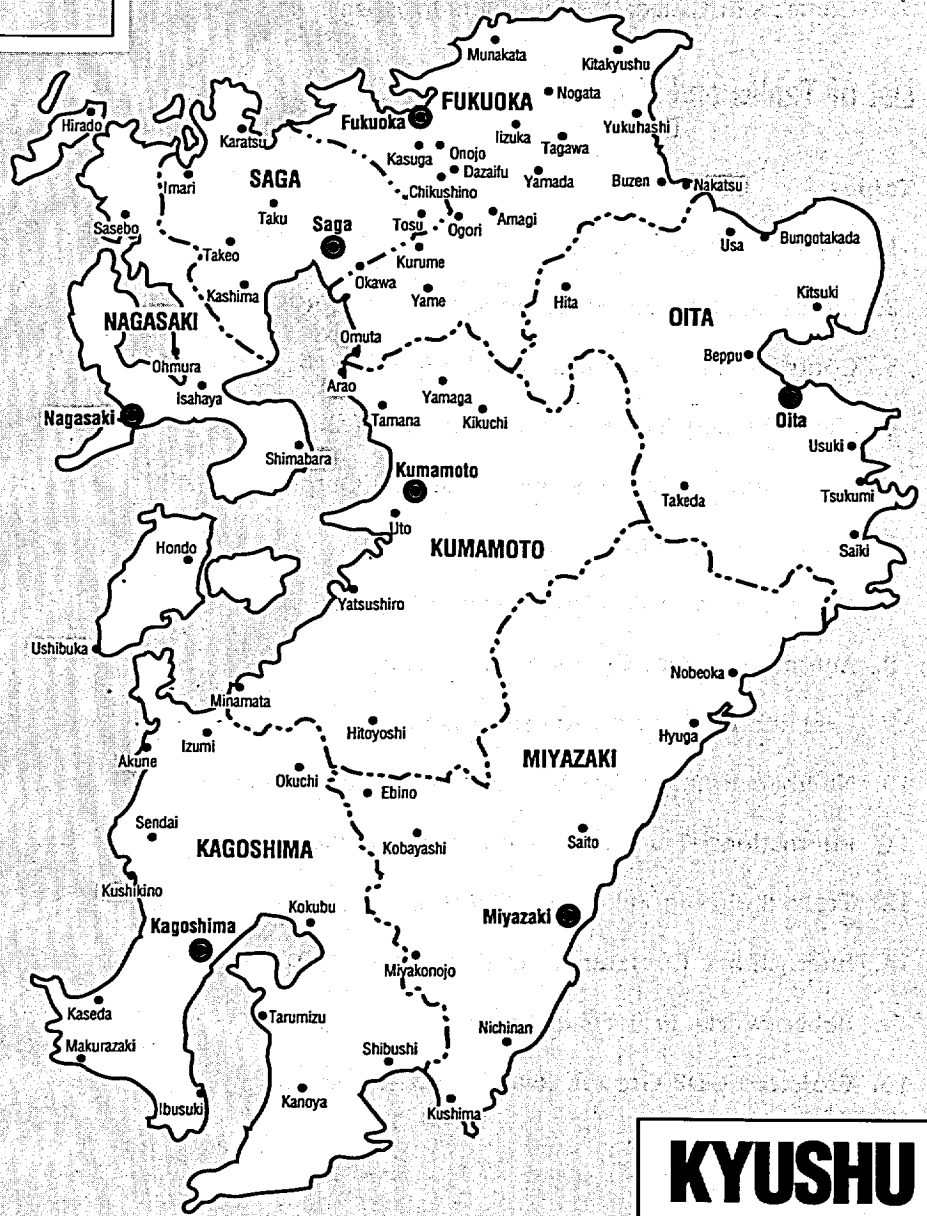 Munakata
Kitakyushu
Nogata
FUKUOKA
Hirado
Fukuoka
Iizuka
Yukuhashi
Karatsu
Tagawa
Kasuga
Onojo
Dazaifu
Imari
SAGA
Chikushino
Yamada
Buzen
Nakatsu
Taku
Sasebo
Saga
Tosu
Ogori
Amagi
Usa
Bungotakada
Takeo
Kurume
Okawa
Kashima
Yame
Hita
Kitsuki
NAGASAKI
OITA
Omuta
Ohmura
Beppu
Arao
Isahaya
Yamaga
Nagasaki
Tamana
Kikuchi
Oita
Shimabara
Usuki
Kumamoto
Takeda
Tsukumi
Uto
Hondo
KUMAMOTO
Saiki
Yatsushiro
Ushibuka
Nobeoka
Minamata
Izumi
Hitoyoshi
Hyuga
Akune
MIYAZAKI
Okuchi
Ebino
Sendai
KAGOSHIMA
Kobayashi
Saito
Kushikino
Kokubu
Kagoshima
Miyazaki
Miyakonojo
Kaseda
Tarumizu
Nichinan
Makurazaki
Shibushi
Ibusuki
Kanoya
Kushima
KYUSHU